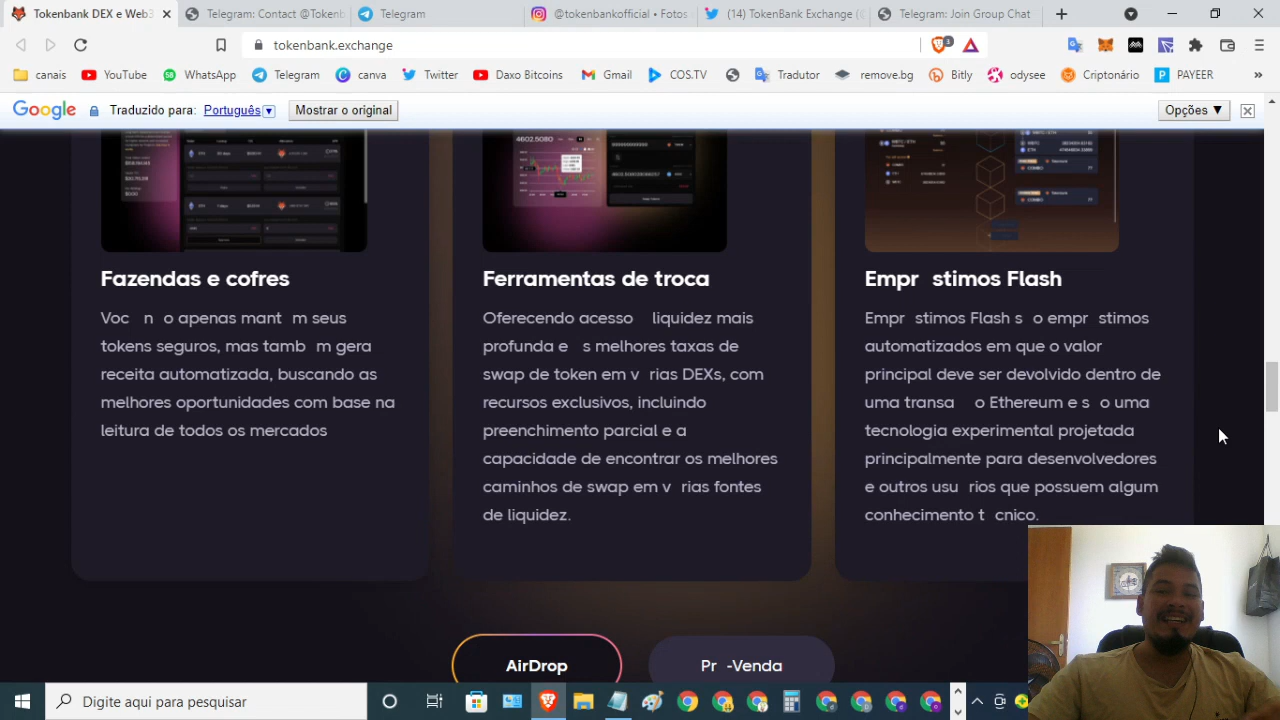 Tokenbank DEX e Web3
Telegram: Contact @Tokenb
Telegram
@tokenbankofficial • Fotos
(14) TokenBank Exchange (
Telegram: Join Group Chat
tokenbank.exchange
3
canais
YouTube
WhatsApp
Telegram
canva
Twitter
Daxo Bitcoins
Gmail
COS.TV
Tradutor
remove.bg
Bitly
odysee
Criptonário
PAYEER
»
Google
Traduzido para:
Português
Mostrar o original
Opções ▼
4602.5080
Fazendas e cofres
Voc n o apenas mant m seus
tokens seguros, mas tamb m gera
receita automatizada, buscando as
melhores oportunidades com base na
leitura de todos os mercados
Ferramentas de troca
Oferecendo acesso liquidez mais
profunda e s melhores taxas de
swap de token em v rias DEXs, com
recursos exclusivos, incluindo
preenchimento parcial e a
capacidade de encontrar os melhores
caminhos de swap em v rias fontes
de liquidez.
Empr stimos Flash
Empr stimos Flash s o empr stimos
automatizados em que o valor
principal deve ser devolvido dentro de
uma transa o Ethereum e s o uma
tecnologia experimental projetada
principalmente para desenvolvedores
e outros usu rios que possuem algum
conhecimento t cnico.
AirDrop
Pr -Venda
Digite aqui para pesquisar